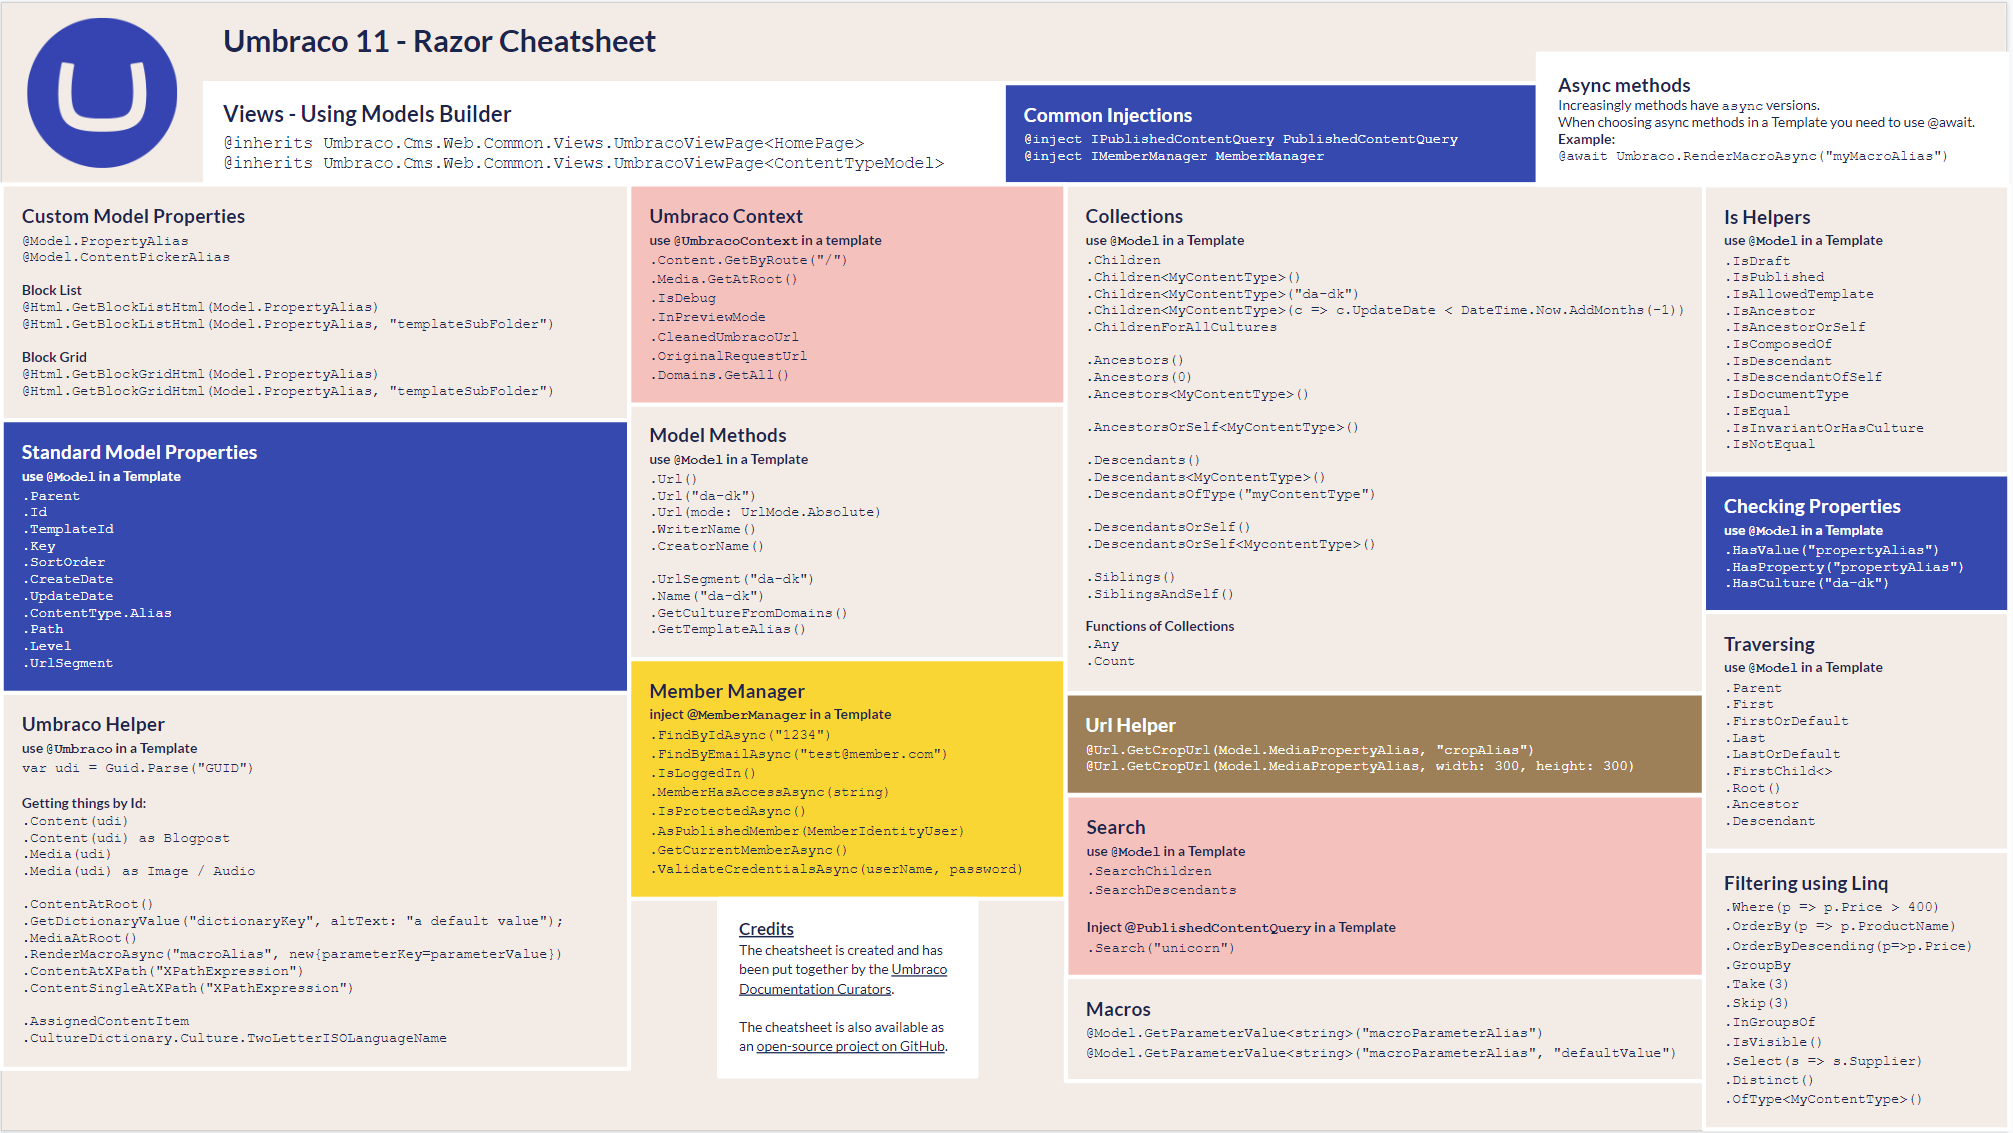 Umbraco 11 - Razor Cheatsheet
Views - Using Models Builder
@inherits Umbraco.Cms.Web.Common.Views.UmbracoViewPage<HomePage>
@inherits Umbraco.Cms.Web.Common.Views.UmbracoViewPage<ContentTypeModel>
Common Injections
@inject IPublishedContentQuery PublishedContentQuery
@inject IMemberManager MemberManager
Async methods
Increasingly methods have async versions.
When choosing async methods in a Template you need to use @await.
Example:
@await Umbraco.RenderMacroAsync("myMacroAlias")
Custom Model Properties
@Model.PropertyAlias
@Model.ContentPickerAlias
Block List
@Html.GetBlockListHtml(Model.PropertyAlias)
@Html.GetBlockListHtml(Model.PropertyAlias, "templateSubFolder")
Block Grid
@Html.GetBlockGridHtml(Model.PropertyAlias)
@Html.GetBlockGridHtml(Model.PropertyAlias, "templateSubFolder")
Standard Model Properties
use @Model in a Template
.Parent
.Id
.TemplateId
.Key
.SortOrder
.CreateDate
.UpdateDate
.ContentType.Alias
.Path
.Level
.UrlSegment
Umbraco Helper
use @Umbraco in a Template
var udi = Guid.Parse("GUID")
Getting things by Id:
.Content(udi)
.Content(udi) as Blogpost
.Media(udi)
.Media(udi) as Image / Audio
.ContentAtRoot()
.GetDictionaryValue("dictionaryKey", altText: "a default value");
.MediaAtRoot()
.RenderMacroAsync("macroAlias", new{parameterKey=parameterValue})
.ContentAtXPath("XPathExpression")
.ContentSingleAtXPath("XPathExpression")
.AssignedContentItem
.CultureDictionary.Culture.TwoLetterISOLanguageName
Umbraco Context
use @UmbracoContext in a template
.Content.GetByRoute("/")
.Media.GetAtRoot()
.IsDebug
.InPreviewMode
.CleanedUmbracoUrl
.OriginalRequestUrl
.Domains.GetAll()
Model Methods
use @Model in a Template
.Url()
.Url("da-dk")
.Url(mode: UrlMode.Absolute)
.WriterName()
.CreatorName()
.UrlSegment("da-dk")
.Name("da-dk")
.GetCultureFromDomains()
.GetTemplateAlias()
Member Manager
inject @MemberManager in a Template
.FindByIdAsync("1234")
.FindByEmailAsync("test@member.com")
.IsLoggedIn()
.MemberHasAccessAsync(string)
.IsProtectedAsync()
.AsPublishedMember(MemberIdentityUser)
.GetCurrentMemberAsync()
.ValidateCredentialsAsync(userName, password)
Credits
The cheatsheet is created and has
been put together by the Umbraco
Documentation Curators.
The cheatsheet is also available as
an open-source project on GitHub.
Collections
use @Model in a Template
.Children
.Children<MyContentType>()
.Children<MyContentType>("da-dk")
.Children<MyContentType>(c => c.UpdateDate < DateTime.Now.AddMonths(-1))
.ChildrenForAllCultures
.Ancestors()
.Ancestors(0)
.Ancestors<MyContentType>()
.AncestorsOrSelf<MyContentType>()
.Descendants()
.Descendants<MyContentType>()
.DescendantsOfType("myContentType")
.DescendantsOrSelf()
.DescendantsOrSelf<MycontentType>()
.Siblings()
.SiblingsAndSelf()
Functions of Collections
.Any
.Count
Url Helper
@Url.GetCropUrl(Model.MediaPropertyAlias, "cropAlias")
@Url.GetCropUrl(Model.MediaPropertyAlias, width: 300, height: 300)
Search
use @Model in a Template
.SearchChildren
.SearchDescendants
Inject @PublishedContentQuery in a Template
.Search("unicorn")
Macros
@Model.GetParameterValue<string>("macroParameterAlias")
@Model.GetParameterValue<string>("macroParameterAlias", "defaultValue")
Is Helpers
use @Model in a Template
.IsDraft
.IsPublished
.IsAllowedTemplate
.IsAncestor
.IsAncestorOrSelf
.IsComposedOf
.IsDescendant
.IsDescendantOfSelf
.IsDocumentType
.IsEqual
.IsInvariantOrHasCulture
.IsNotEqual
Checking Properties
use @Model in a Template
.HasValue("propertyAlias")
.HasProperty("propertyAlias")
.HasCulture("da-dk")
Traversing
use @Model in a Template
.Parent
.First
.FirstOrDefault
.Last
.LastOrDefault
.FirstChild<>
.Root()
.Ancestor
.Descendant
Filtering using Linq
.Where(p => p.Price > 400)
.OrderBy(p => p.ProductName)
.OrderByDescending(p=>p.Price)
.GroupBy
.Take(3)
.Skip(3)
.InGroupsOf
.IsVisible()
.Select(s => s.Supplier)
.Distinct()
.OfType<MyContentType>()